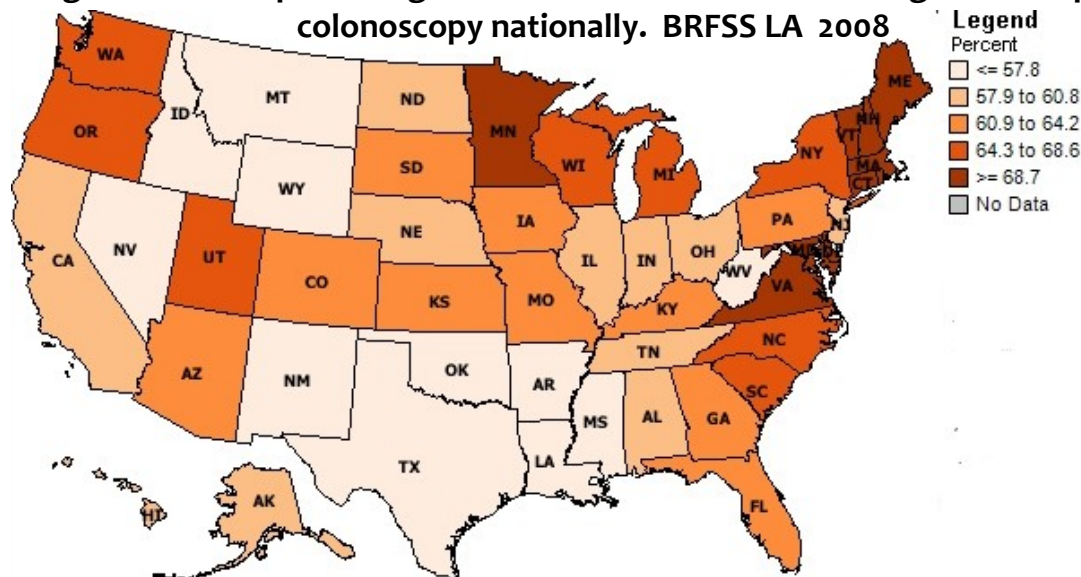 colonoscopy nationally. BRFSS LA 2008
Legend
Percent
<= 57.8
57.9 to 60.8
60.9 to 64.2
64.3 to 68.6
>= 68.7
No Data
WA
MT
ND
MN
ME
ID
OR
SD
WI
MI
NY
VT
NH
MA
CT
WY
IA
PA
NJ
NE
NV
UT
CO
IL
IN
OH
WV
VA
CA
KS
MO
KY
NC
TN
AZ
NM
OK
AR
SC
MS
AL
GA
TX
LA
FL
HI
AK